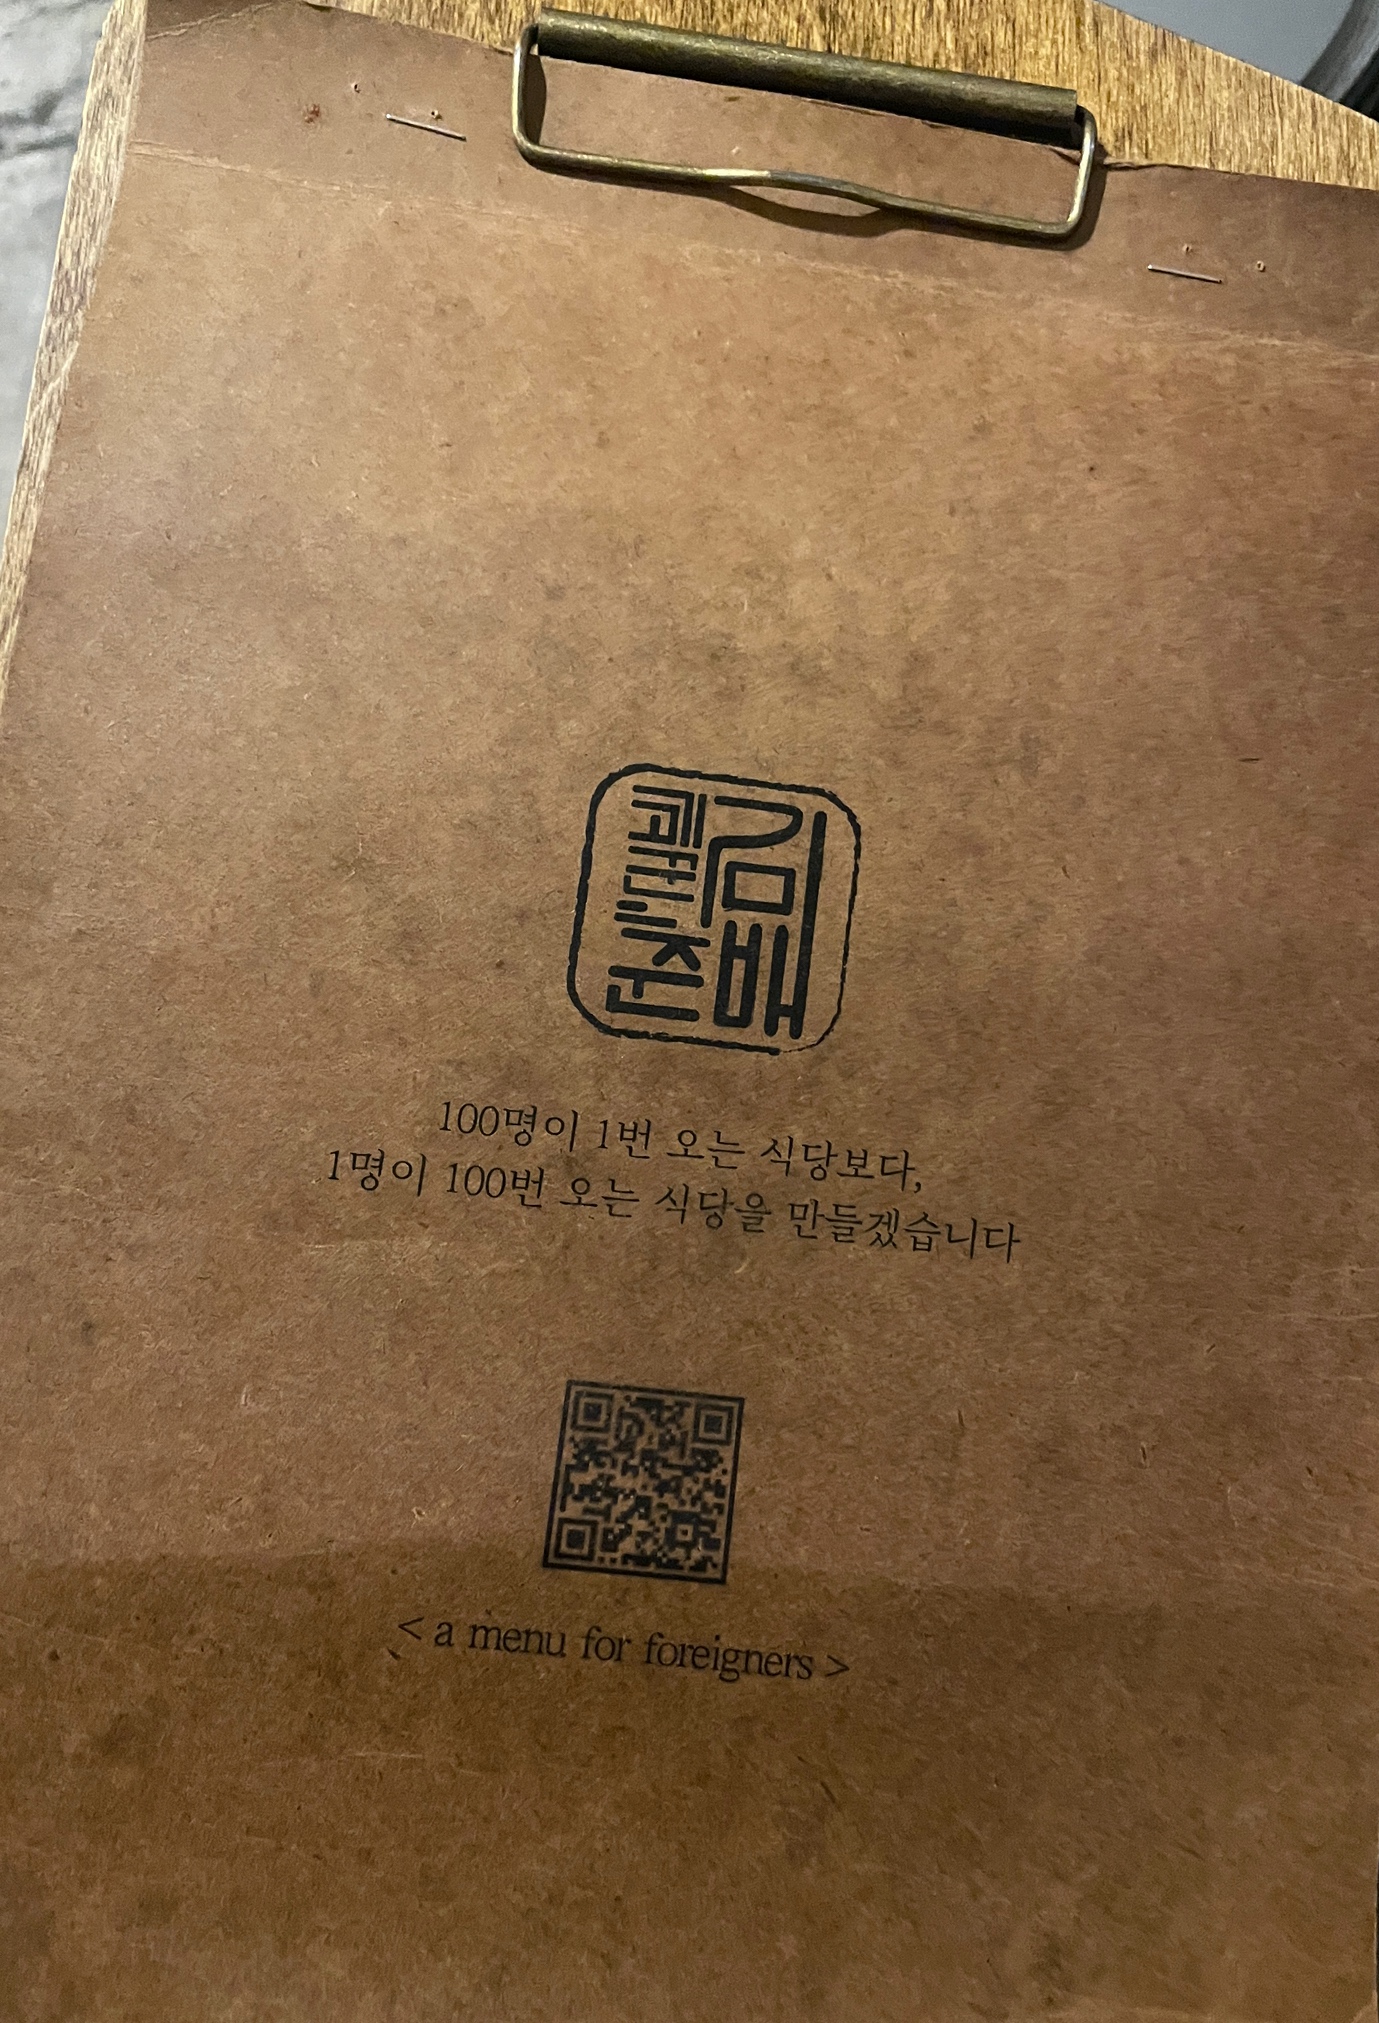 100명이 1번 오는 식당보다,
1명이 100번 오는 식당을 만들겠습니다
< a menu for foreigners >